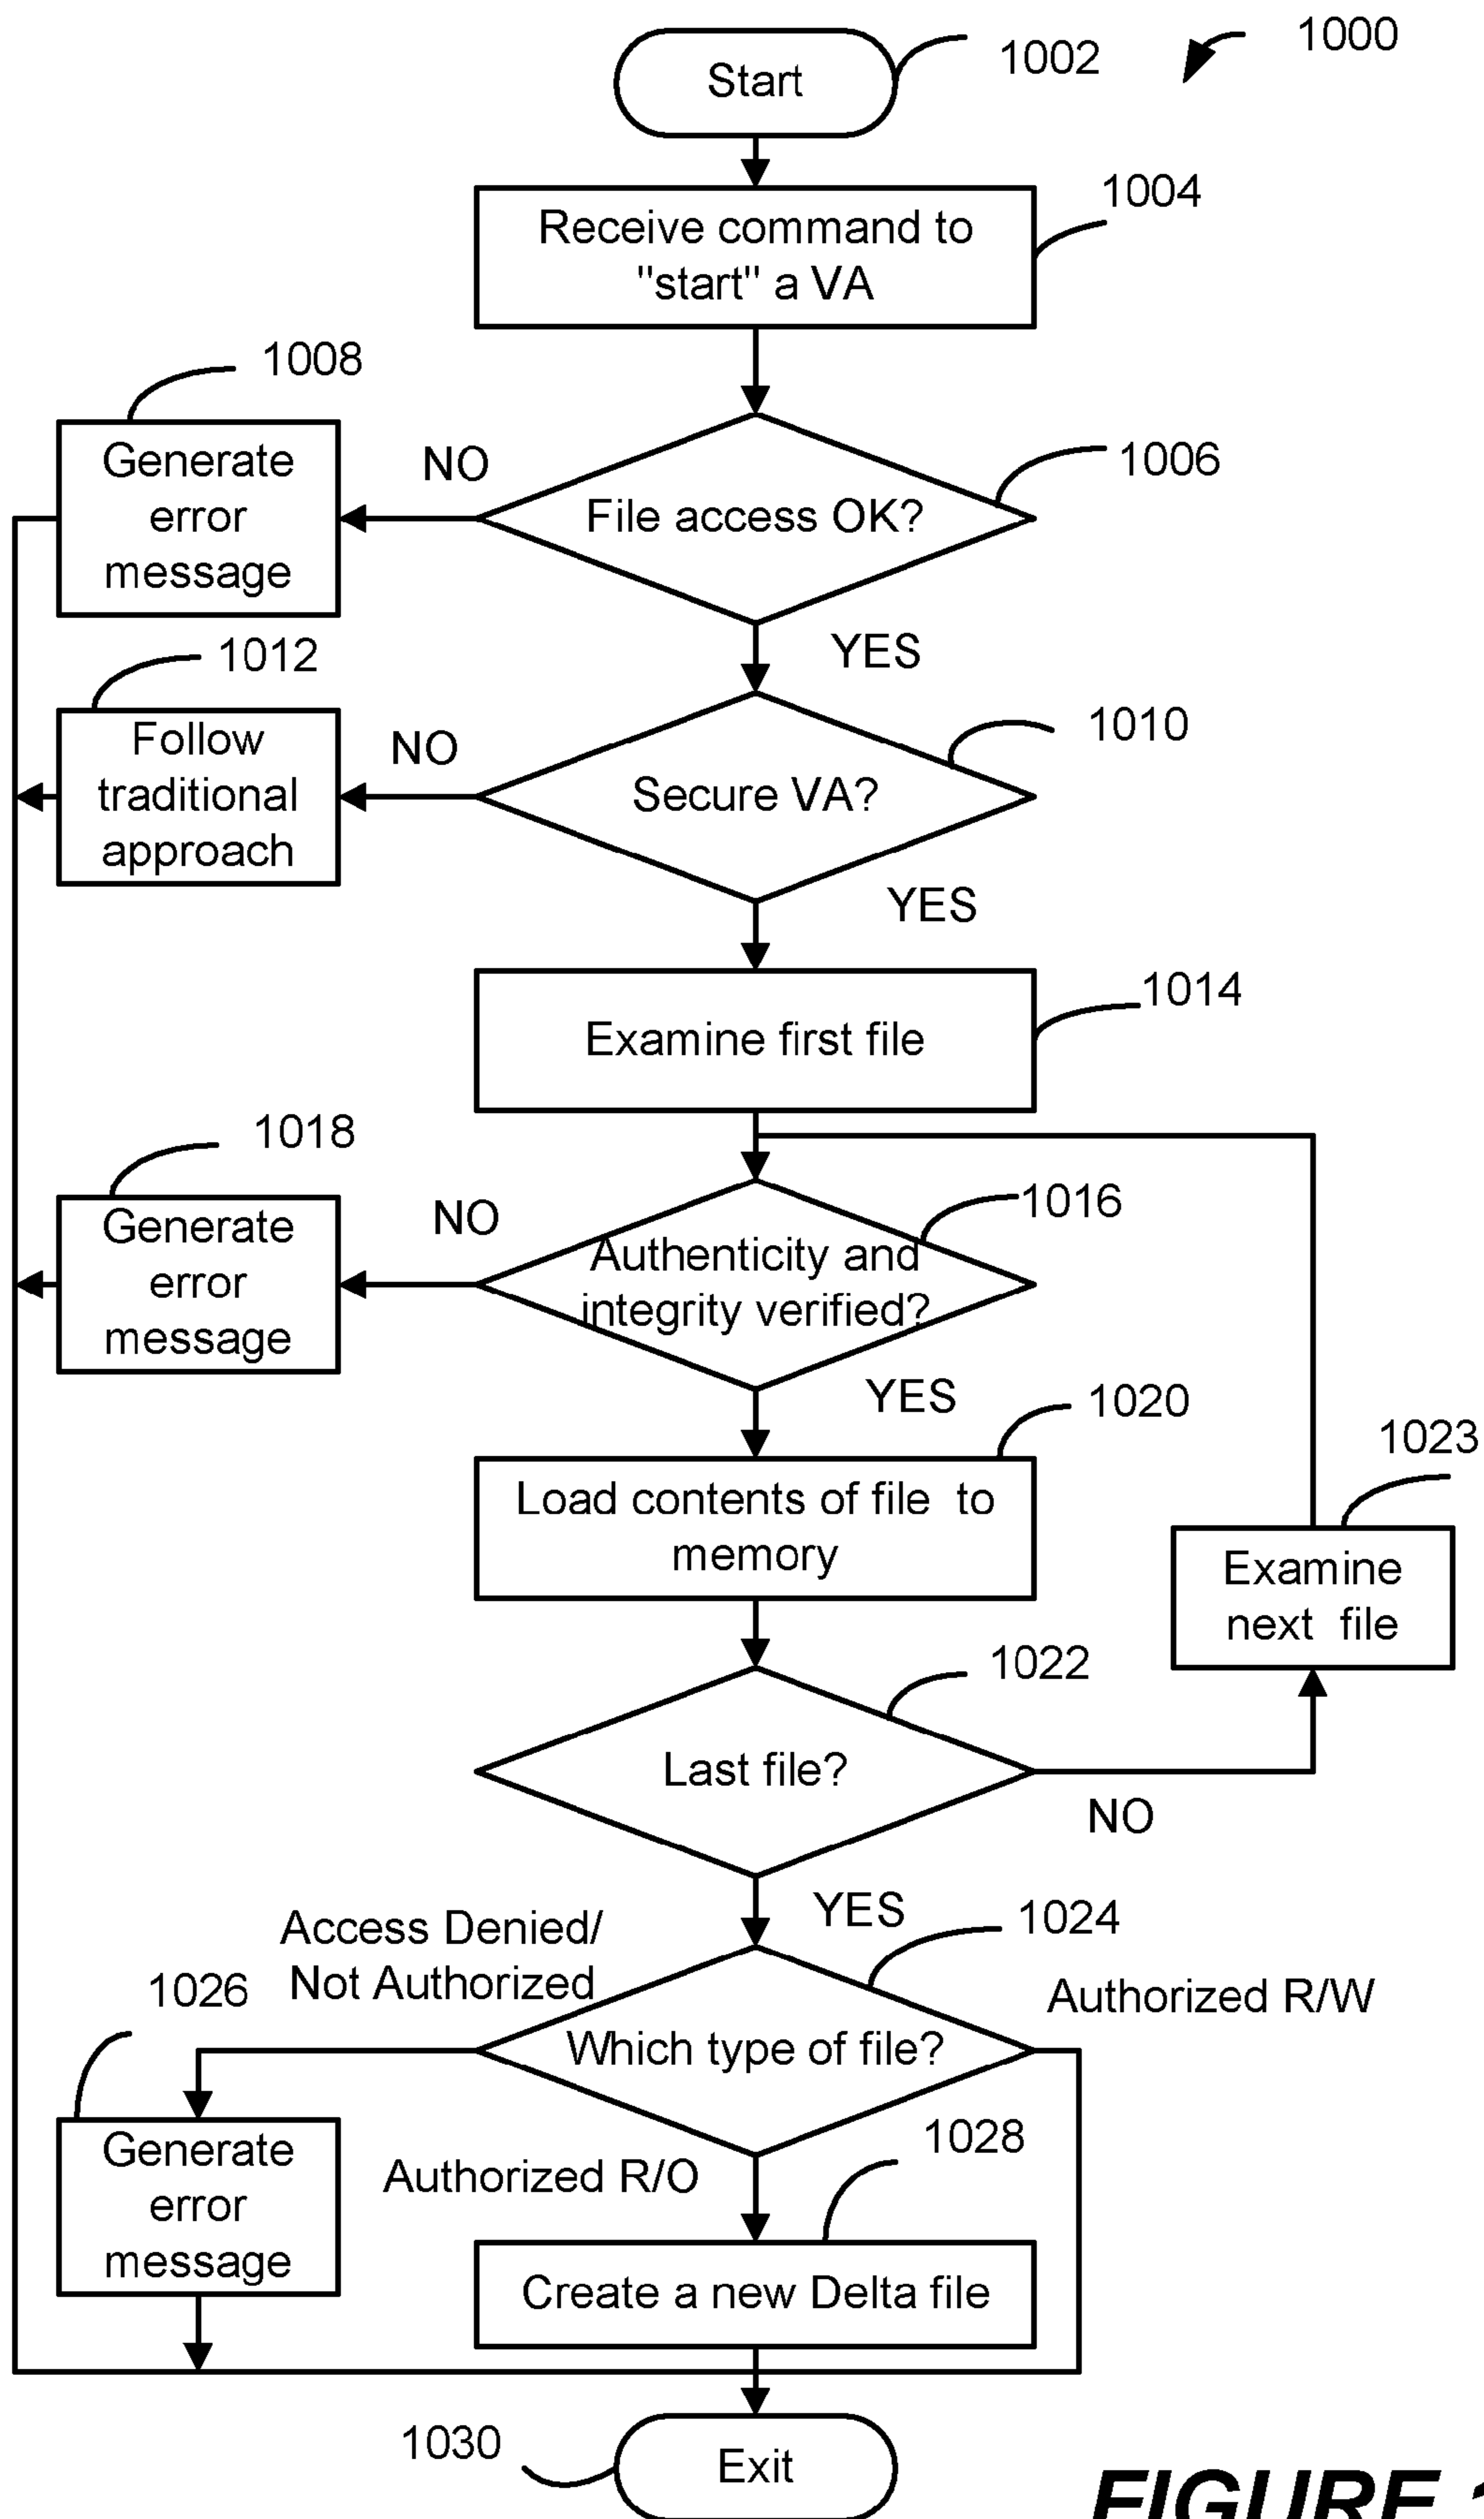 1000
Start
1002
Receive command to
"start" a VA
1004
1008
Generate
error
message
NO
File access OK?
1006
YES
1012
Follow
traditional
approach
NO
Secure VA?
1010
YES
Examine first file
1014
1018
Generate
error
message
NO
Authenticity and
integrity verified?
1016
YES
1020
Load contents of file to
memory
1023
Examine
next file
1022
Last file?
NO
YES
1024
Access Denied/
Not Authorized
Authorized R/W
1026
Which type of file?
Generate
error
message
Authorized R/O
1028
Create a new Delta file
1030
Exit
FIGURE